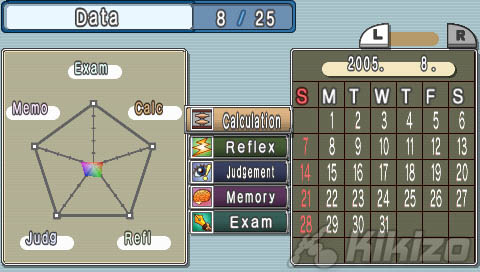 Data
8 / 25
L
R
Exam
Memo
Calc
Judg
Refl
Calculation
Reflex
Judgement
Memory
Exam
2005. 8.
S M T W T F S
1 2 3 4 5 6
7 8 9 10 11 12 13
14 15 16 17 18 19 20
21 22 23 24 25 26 27
28 29 30 31
Kikizo